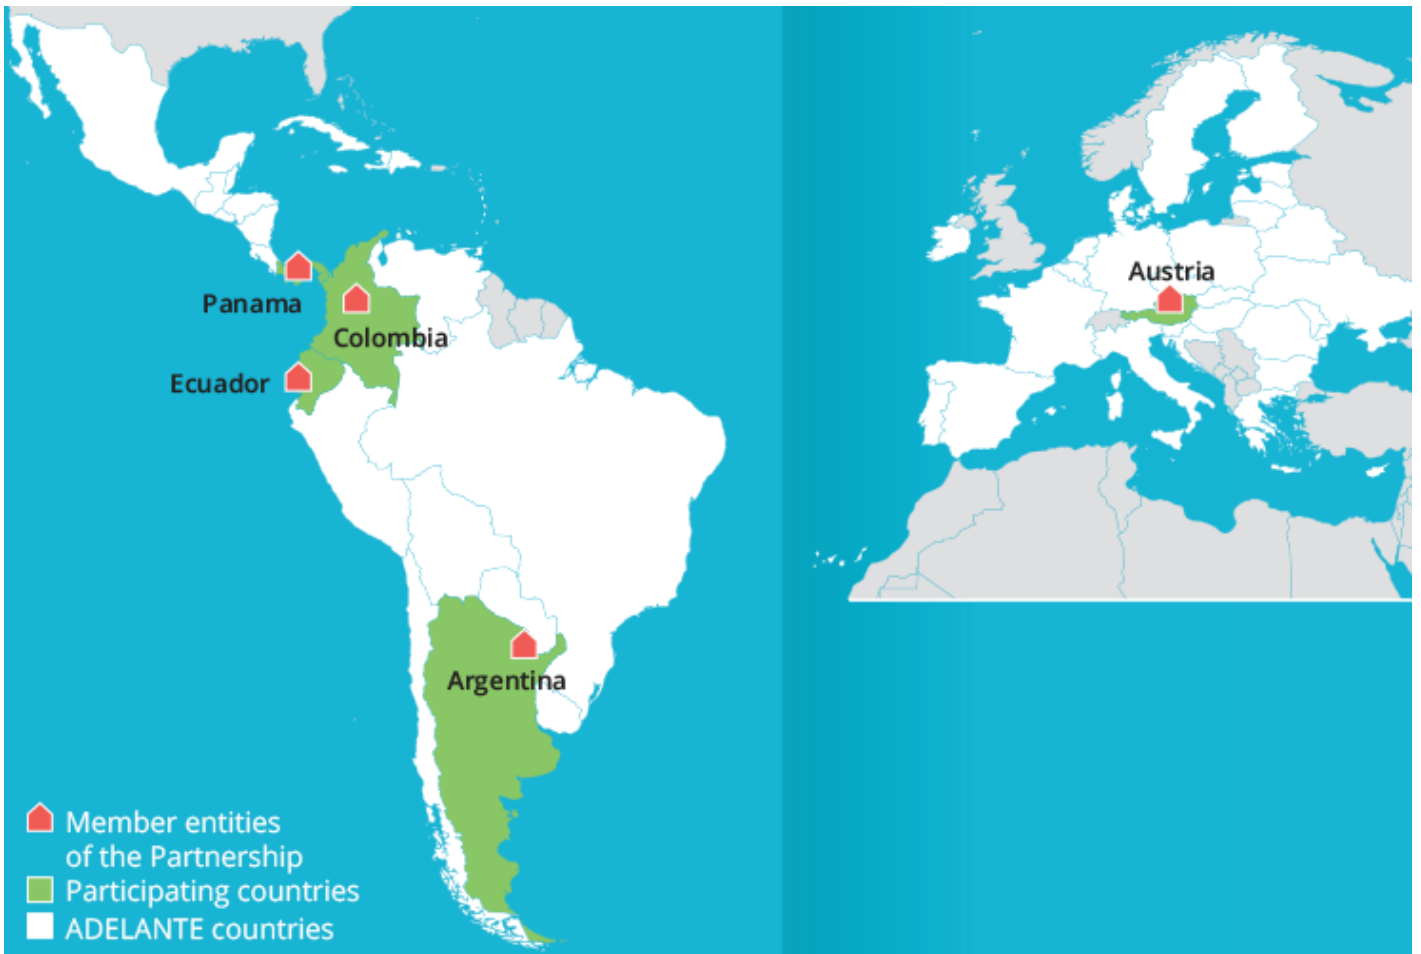 Panama
Colombia
Ecuador
Argentina
Austria
Member entities
of the Partnership
Participating countries
ADELANTE countries